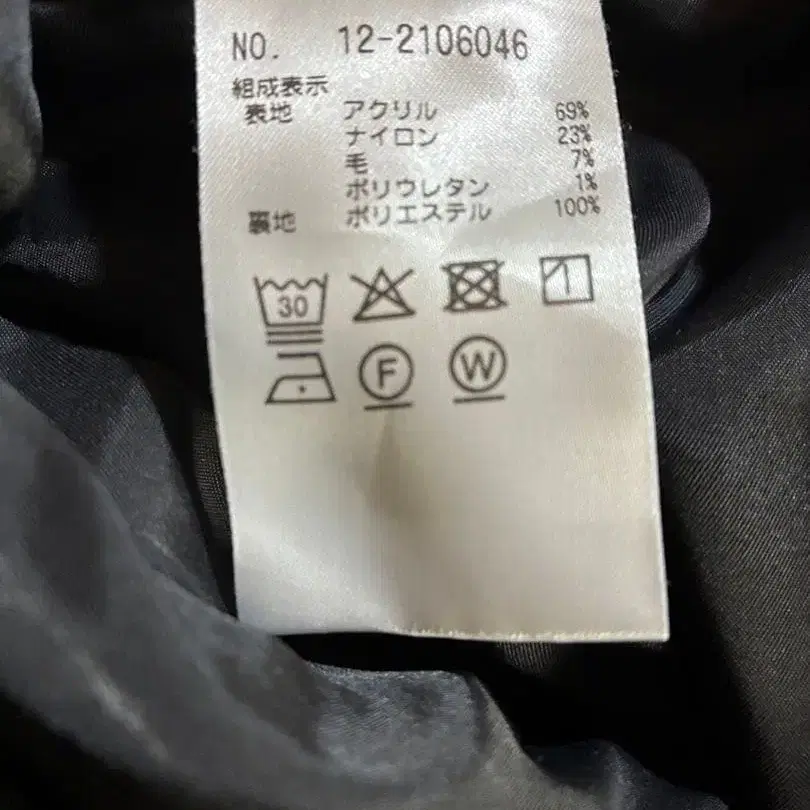 NO. 12-2106046
組成表示
表地 アクリル 69%
ナイロン 23%
毛 7%
ポリウレタン 1%
裏地 ポリエステル 100%
30
F W